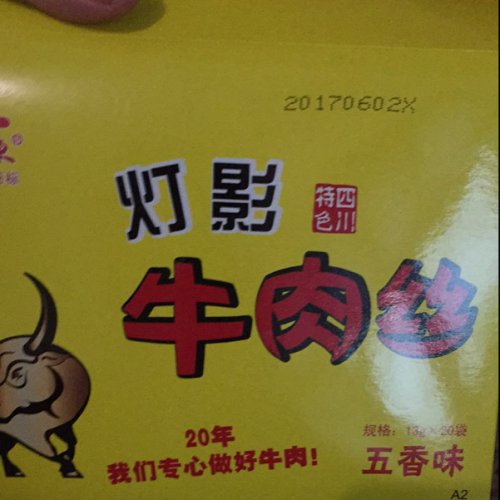 20170602X
灯影
四川
特色
牛肉丝
20年
我们专心做好牛肉!
规格：13g×20袋
五香味
A2